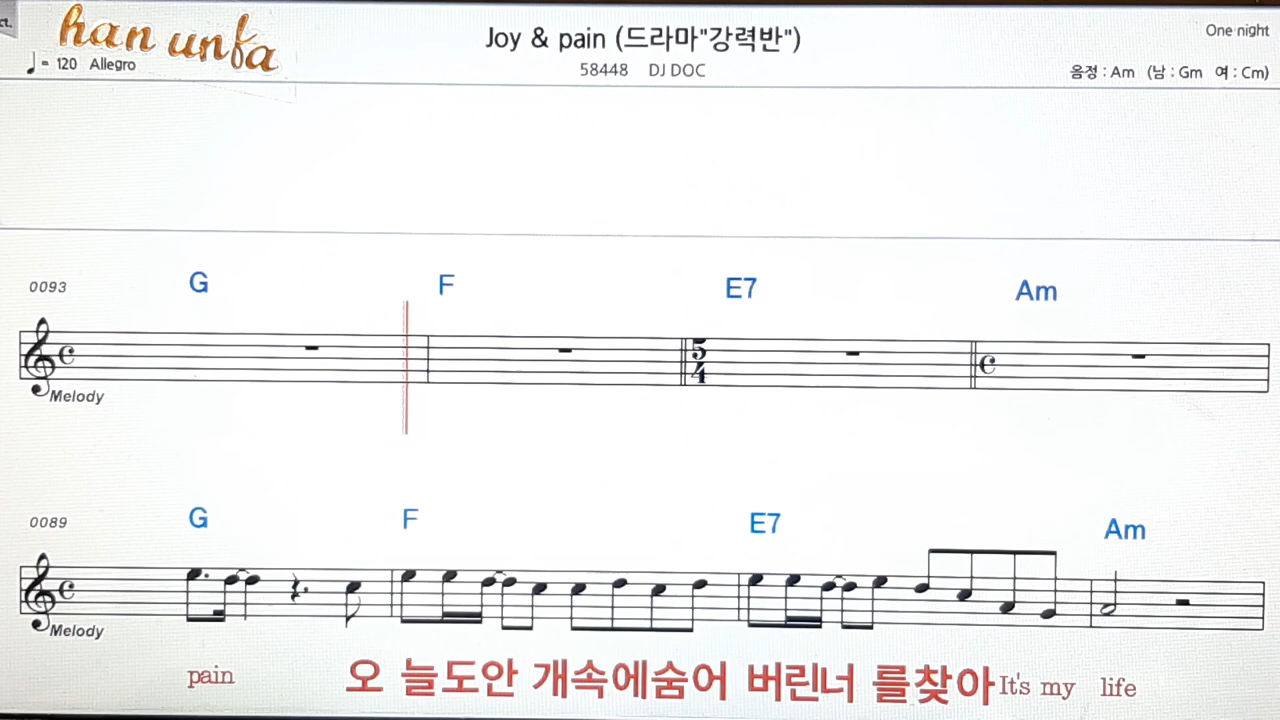 ct.
han unfa
Joy & pain (드라마"강력반")
One night
♩= 120 Allegro
58448 DJ DOC
음정 : Am (남 : Gm 여 : Cm)
G F E7 Am
0093
5
4
Melody
G F E7 Am
0089
Melody
pain 오 늘도안 개속에숨어 버린너 를찾아 It's my life